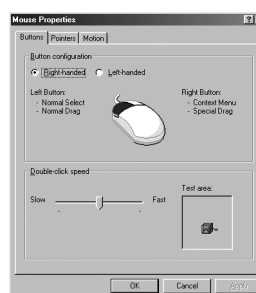 Mouse Properties
?
Buttons Pointers Motion
Button configuration
Right-handed Left-handed
Left Button:
- Normal Select
- Normal Drag
Right Button:
- Context Menu
- Special Drag
Double-click speed
Test area:
Slow Fast
OK Cancel Apply